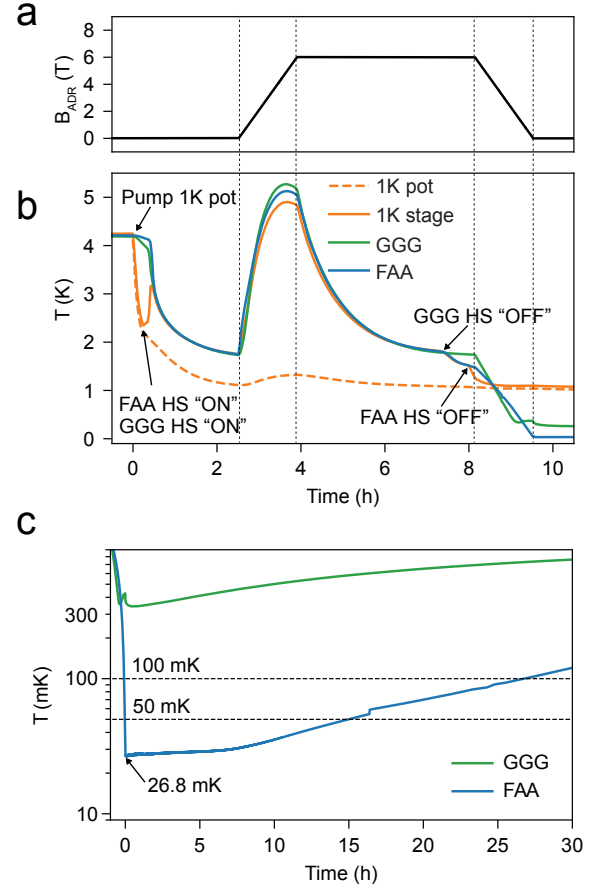 a
8
6
4
2
0
B_ADR (T)
b
5
4
3
2
1
0
T (K)
Pump 1K pot
1K pot
1K stage
GGG
FAA
GGG HS “OFF”
FAA HS “ON”
GGG HS “ON”
FAA HS “OFF”
0 2 4 6 8 10
Time (h)
c
300
100
10
T (mK)
100 mK
50 mK
26.8 mK
GGG
FAA
0 5 10 15 20 25 30
Time (h)